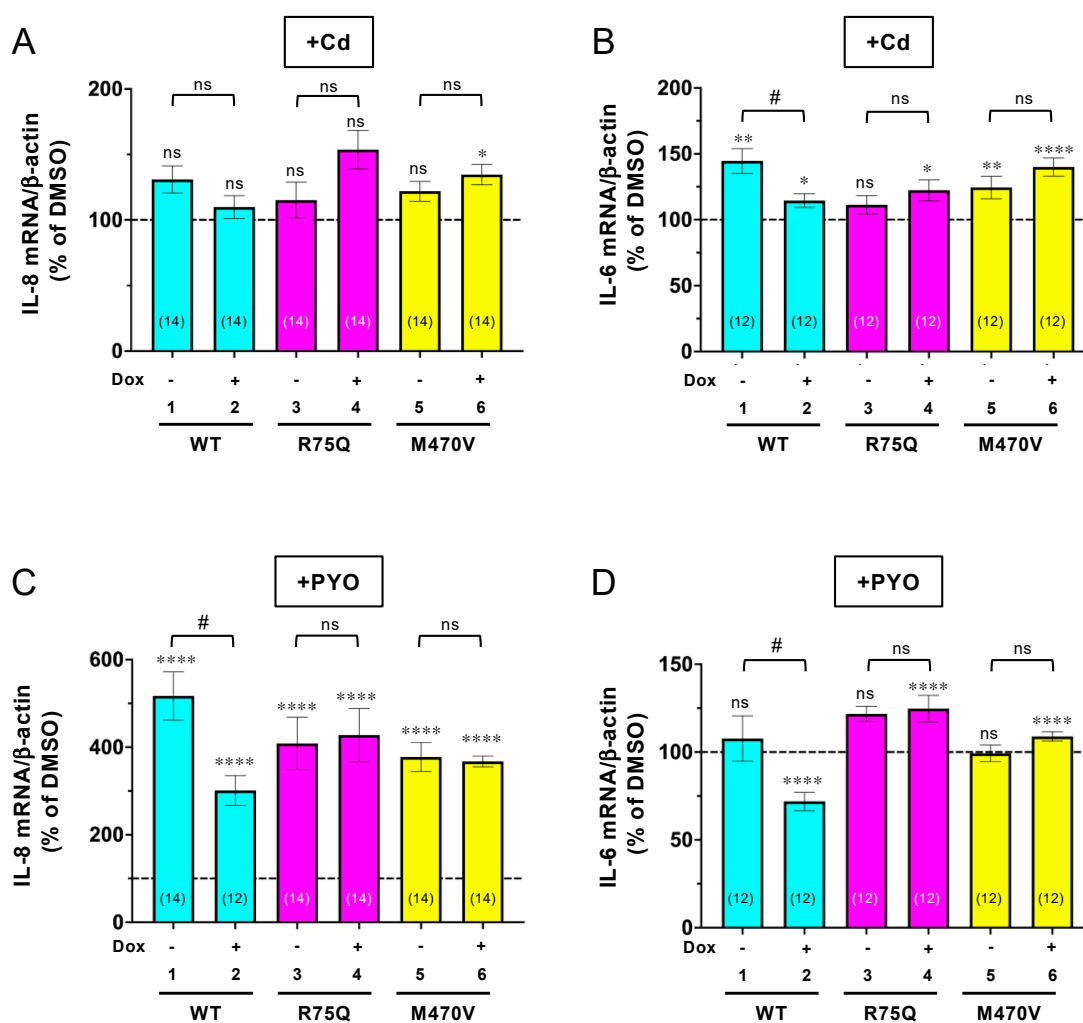 A
+Cd
ns ns ns
ns ns ns ns ns *
IL-8 mRNA/β-actin
(% of DMSO)
200
100
0
(14) (14) (14) (14) (14) (14)
Dox - + - + - +
1 2 3 4 5 6
WT R75Q M470V
B
+Cd
# ns ns
** * ns * ** ****
IL-6 mRNA/β-actin
(% of DMSO)
200
150
100
50
0
(12) (12) (12) (12) (12) (12)
Dox - + - + - +
1 2 3 4 5 6
WT R75Q M470V
C
+PYO
# ns ns
**** **** **** **** **** ****
IL-8 mRNA/β-actin
(% of DMSO)
600
400
200
0
(14) (12) (14) (14) (14) (14)
Dox - + - + - +
1 2 3 4 5 6
WT R75Q M470V
D
+PYO
# ns ns
ns **** ns **** ns ****
IL-6 mRNA/β-actin
(% of DMSO)
150
100
50
0
(12) (12) (12) (12) (12) (12)
Dox - + - + - +
1 2 3 4 5 6
WT R75Q M470V